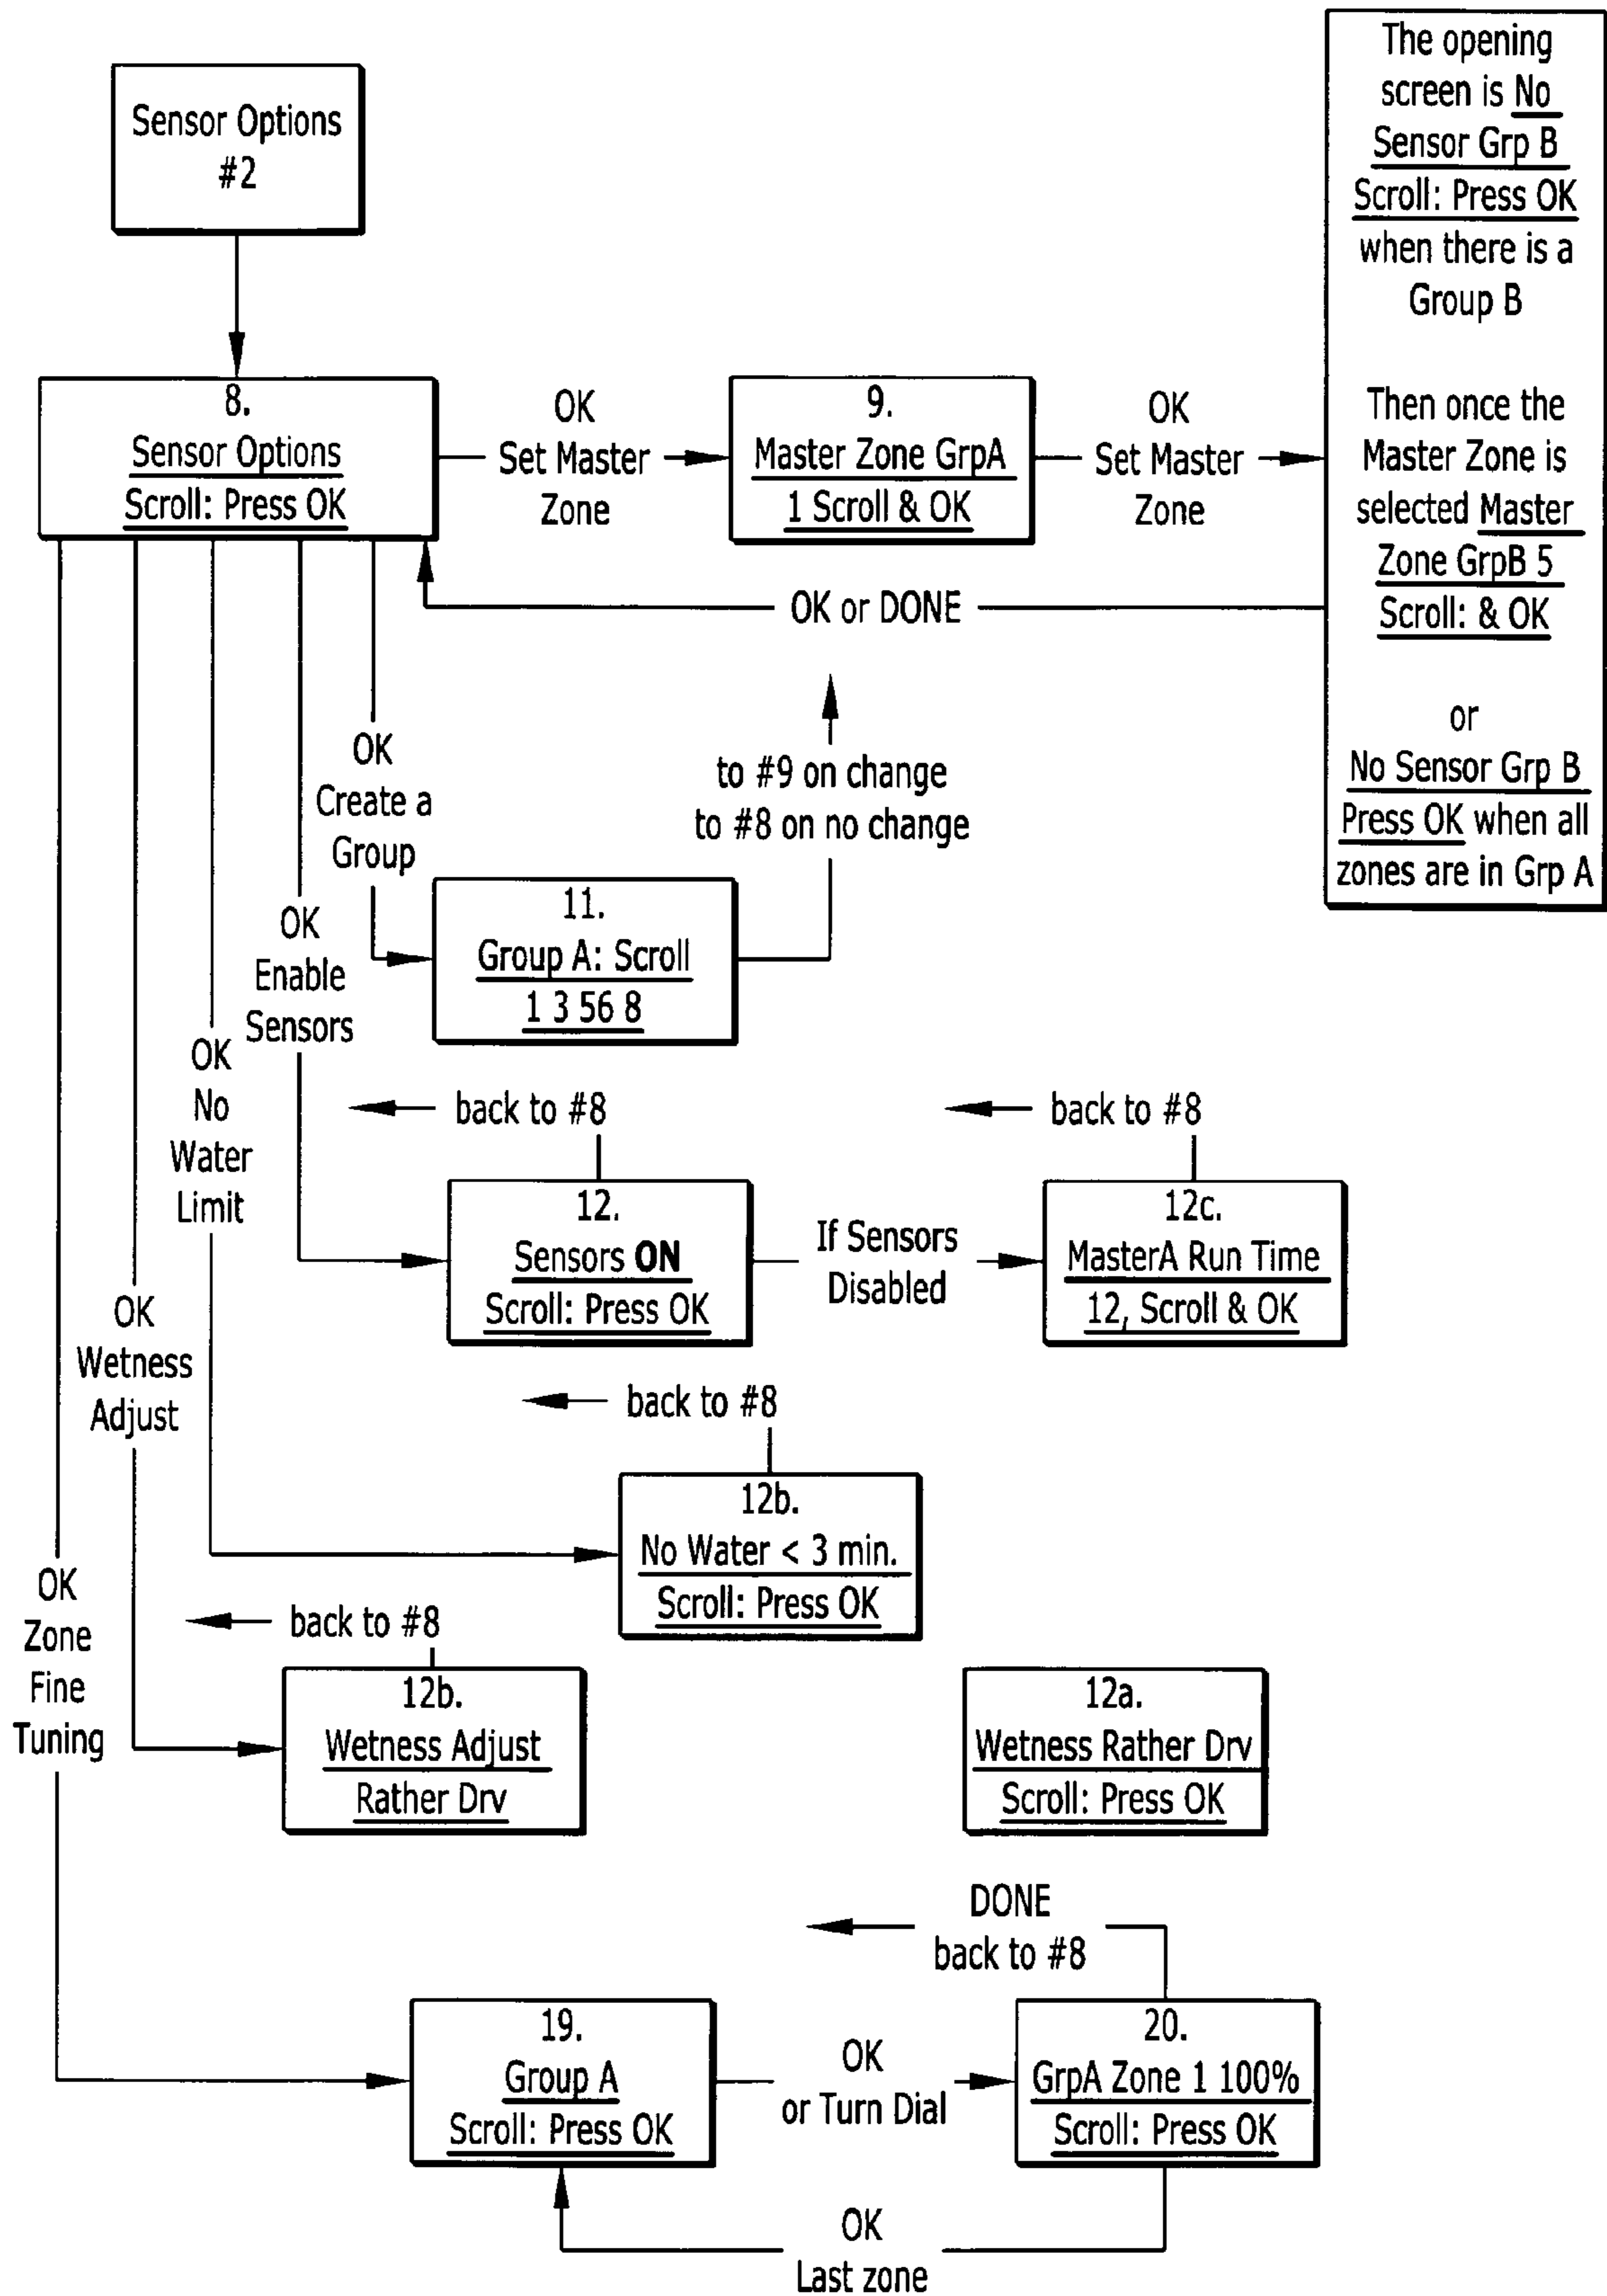 Sensor Options
#2
8.
Sensor Options
Scroll: Press OK
OK
Set Master
Zone
9.
Master Zone GrpA
1 Scroll & OK
OK
Set Master
Zone
The opening
screen is No
Sensor Grp B
Scroll: Press OK
when there is a
Group B
Then once the
Master Zone is
selected Master
Zone GrpB 5
Scroll: & OK
or
No Sensor Grp B
Press OK when all
zones are in Grp A
OK or DONE
to #9 on change
to #8 on no change
OK
Create a
Group
11.
Group A: Scroll
1 3 56 8
OK
Enable
Sensors
back to #8
12.
Sensors ON
Scroll: Press OK
If Sensors
Disabled
back to #8
12c.
MasterA Run Time
12, Scroll & OK
OK
No
Water
Limit
back to #8
12b.
No Water < 3 min.
Scroll: Press OK
OK
Wetness
Adjust
back to #8
12b.
Wetness Adjust
Rather Drv
12a.
Wetness Rather Drv
Scroll: Press OK
OK
Zone
Fine
Tuning
19.
Group A
Scroll: Press OK
OK
or Turn Dial
DONE
back to #8
20.
GrpA Zone 1 100%
Scroll: Press OK
OK
Last zone